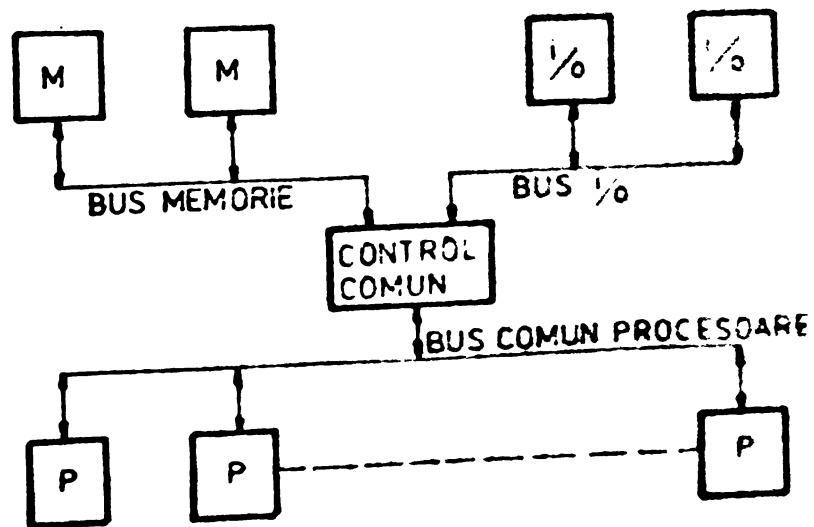 M M I/O I/O
BUS MEMORIE
BUS I/O
CONTROL
COMUN
BUS COMUN PROCESOARE
P P P